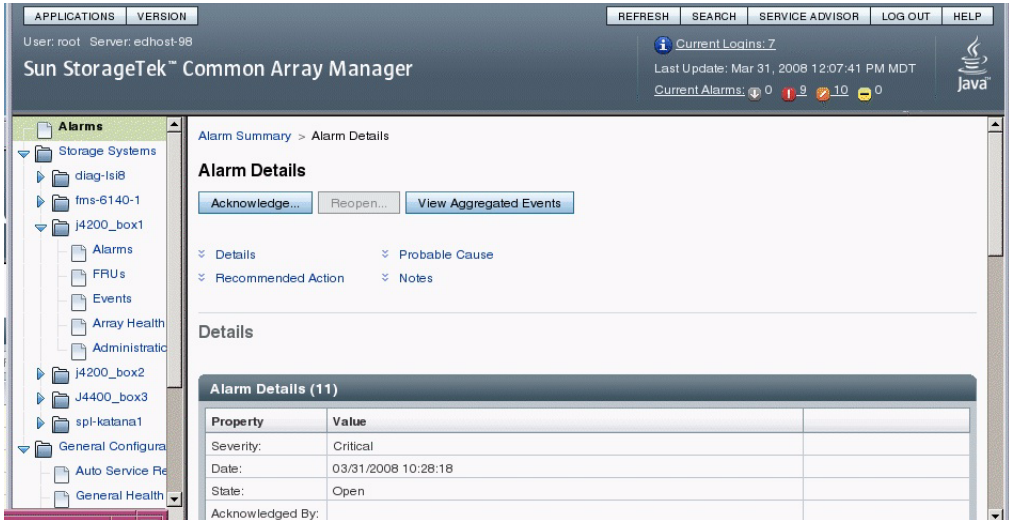 APPLICATIONS VERSION
REFRESH SEARCH SERVICE ADVISOR LOG OUT HELP
User: root Server: edhost-98
Sun StorageTek™ Common Array Manager
Current Logins: 7
Last Update: Mar 31, 2008 12:07:41 PM MDT
Current Alarms: 0 9 10 0
Java™
Alarms
Storage Systems
diag-lsi8
fms-6140-1
j4200_box1
Alarms
FRUs
Events
Array Health
Administratio
j4200_box2
J4400_box3
spl-katana1
General Configura
Auto Service Re
General Health
Alarm Summary > Alarm Details
Alarm Details
Acknowledge... Reopen... View Aggregated Events
Details Probable Cause
Recommended Action Notes
Details
Alarm Details (11)
Property Value
Severity: Critical
Date: 03/31/2008 10:28:18
State: Open
Acknowledged By: